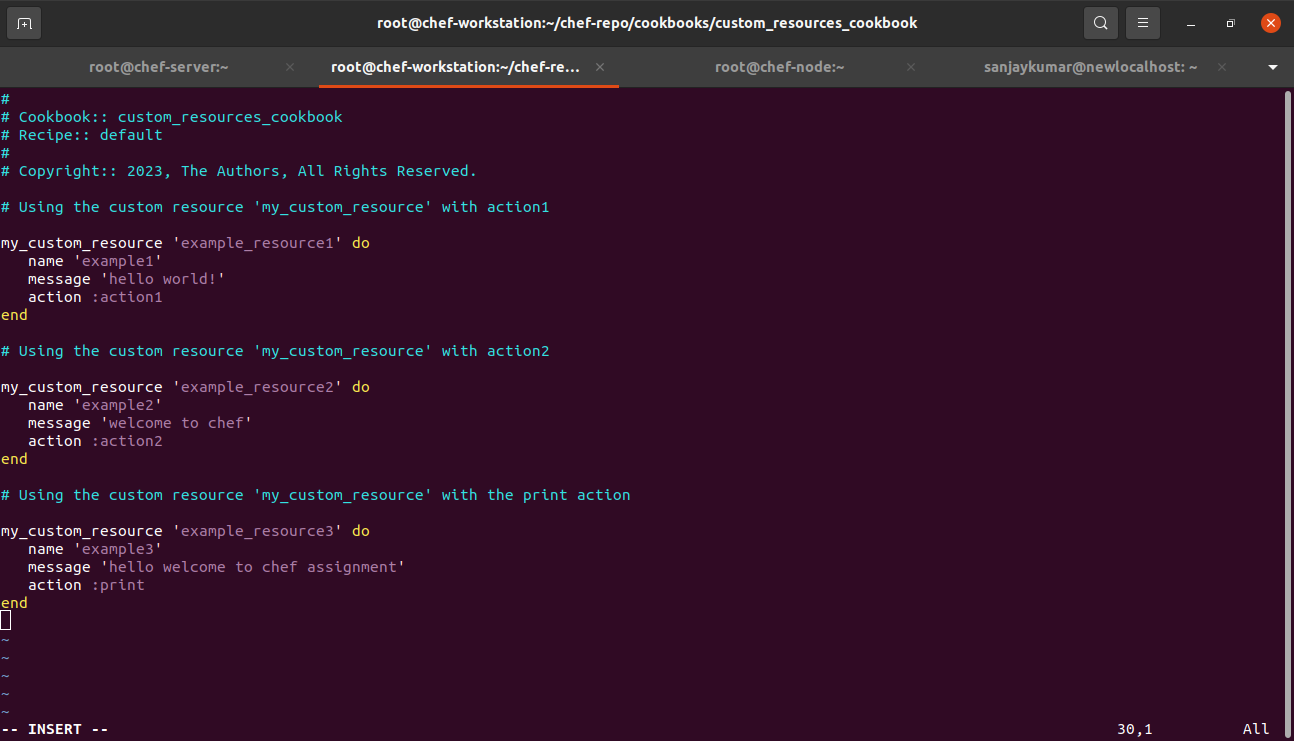 root@chef-workstation:~/chef-repo/cookbooks/custom_resources_cookbook
root@chef-server:~
root@chef-workstation:~/chef-re...
root@chef-node:~
sanjaykumar@newlocalhost: ~
#
# Cookbook:: custom_resources_cookbook
# Recipe:: default
#
# Copyright:: 2023, The Authors, All Rights Reserved.
# Using the custom resource 'my_custom_resource' with action1
my_custom_resource 'example_resource1' do
   name 'example1'
   message 'hello world!'
   action :action1
end
# Using the custom resource 'my_custom_resource' with action2
my_custom_resource 'example_resource2' do
   name 'example2'
   message 'welcome to chef'
   action :action2
end
# Using the custom resource 'my_custom_resource' with the print action
my_custom_resource 'example_resource3' do
   name 'example3'
   message 'hello welcome to chef assignment'
   action :print
end
~
~
~
~
~
-- INSERT -- 30,1 All